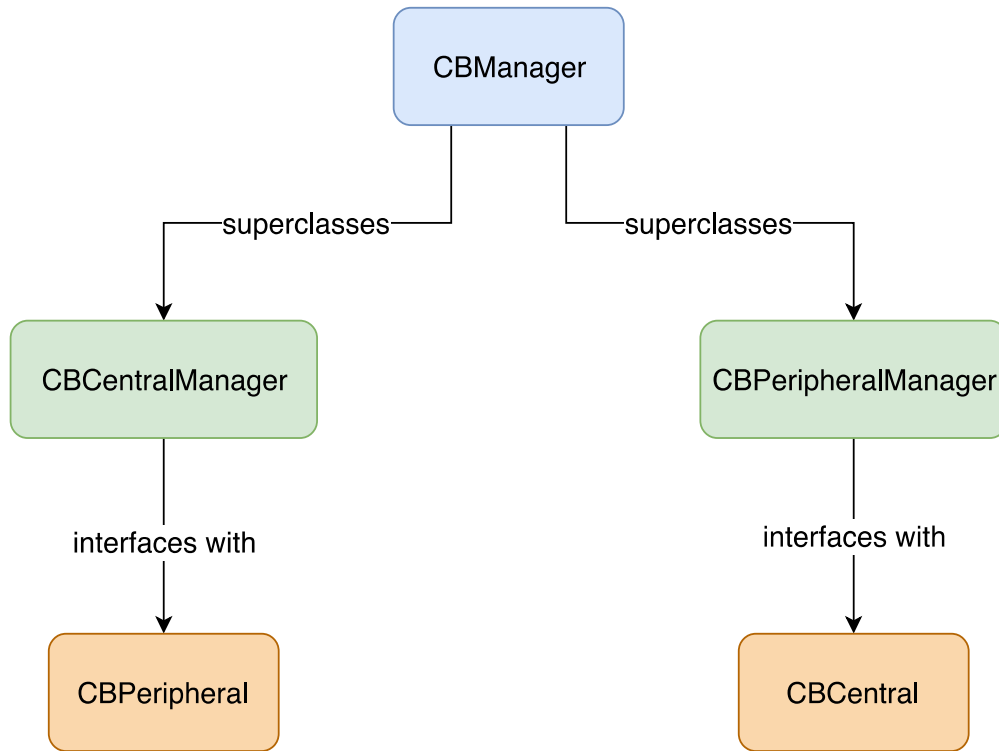 CBManager
superclasses
superclasses
CBCentralManager
CBPeripheralManager
interfaces with
interfaces with
CBPeripheral
CBCentral